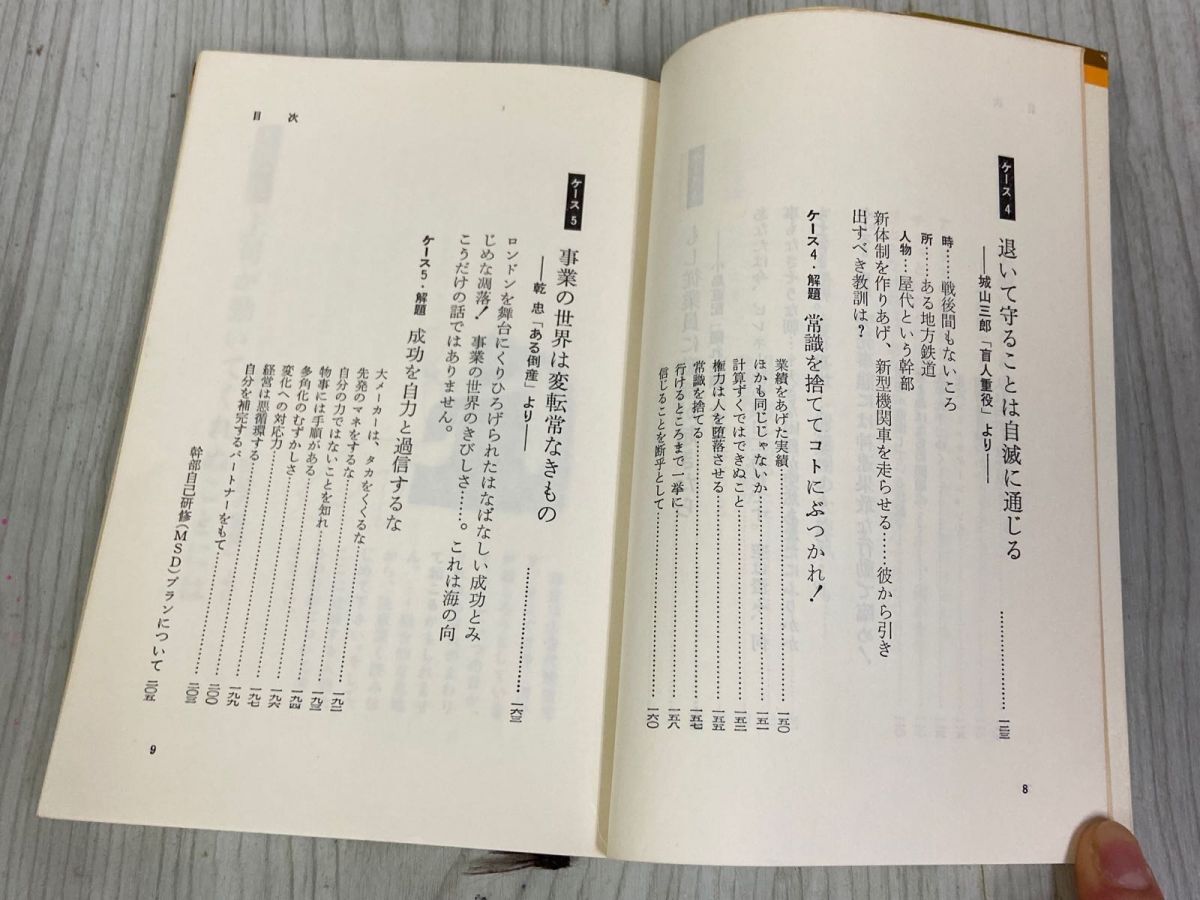 ケース4 退いて守ることは自滅に通じる……………一二三
――城山三郎「盲人重役」より――
時……戦後間もないころ
所……ある地方鉄道
人物…屋代という幹部
新体制を作りあげ、新型機関車を走らせる……彼から引き
出すべき教訓は?
ケース4・解題 常識を捨ててコトにぶつかれ!
業績をあげた実績……………一五〇
ほかも同じじゃないか……………一五一
計算ずくではできぬこと……………一五二
権力は人を堕落させる……………一五五
常識を捨てる……………一五七
行けるところまで一挙に……………一五八
信じることを断乎として……………一六〇
8
目次
ケース5 事業の世界は変転常なきもの……………一六三
――乾 忠「ある倒産」より――
ロンドンを舞台にくりひろげられたはなばなしい成功とみ
じめな凋落! 事業の世界のきびしさ……。これは海の向
こうだけの話ではありません。
ケース5・解題 成功を自力と過信するな
大メーカーは、タカをくくるな……………一九二
先発のマネをするな……………一九三
自分の力ではないことを知れ……………一九四
物事には手順がある……………一九六
多角化のむずかしさ……………一九七
変化への対応力……………一九九
経営は悪循環する……………二〇〇
自分を補完するパートナーをもて……………二〇三
幹部自己研修(MSD)プランについて 二〇五
9